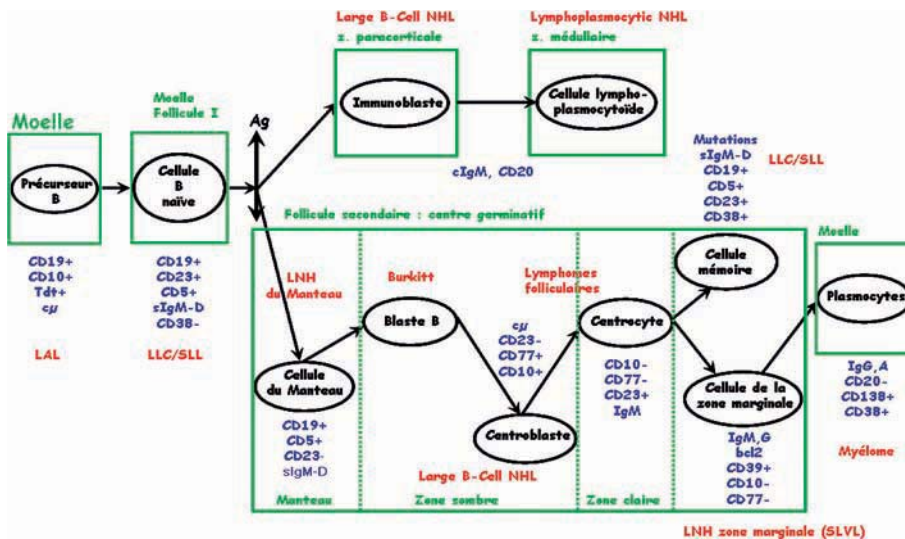 Large B-Cell NHL
z. paracorticale
Lymphoplasmocytic NHL
z. médullaire
Moelle
Moelle
Follicule I
Ag
Immunoblaste
Cellule lympho-
plasmocytoïde
Précurseur
B
Cellule
B
naïve
cIgM, CD20
Mutations
sIgM-D
CD19+
CD5+
CD23+
CD38+
LLC/SLL
Follicule secondaire : centre germinatif
CD19+
CD10+
Tdt+
cµ
LAL
CD19+
CD23+
CD5+
sIgM-D
CD38-
LLC/SLL
LNH
du Manteau
Burkitt
Lymphomes
folliculaires
Cellule
mémoire
Moelle
Plasmocytes
Blaste B
cµ
CD23-
CD77+
CD10+
Centrocyte
Cellule
du Manteau
CD10-
CD77-
CD23+
IgM
Cellule de la
zone marginale
IgG,A
CD20-
CD138+
CD38+
Myélome
CD19+
CD5+
CD23-
sIgM-D
Centroblaste
Large B-Cell NHL
IgM,G
bcl2
CD39+
CD10-
CD77-
Manteau
Zone sombre
Zone claire
LNH zone marginale (SLVL)